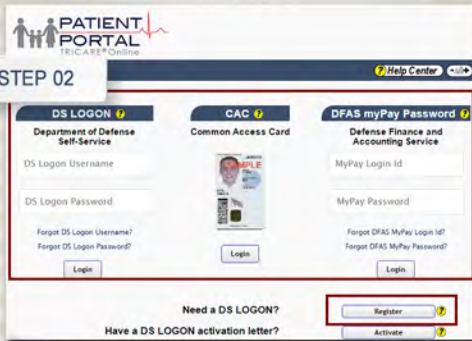 PATIENT
PORTAL
TRICARE® Online
STEP 02
? Help Center
DS LOGON ?
Department of Defense
Self-Service
DS Logon Username
DS Logon Password
Forgot DS Logon Username?
Forgot DS Logon Password?
Login
CAC ?
Common Access Card
Login
DFAS myPay Password ?
Defense Finance and
Accounting Service
MyPay Login Id
MyPay Password
Forgot DFAS MyPay Login Id?
Forgot DFAS MyPay Password?
Login
Need a DS LOGON?
Register ?
Have a DS LOGON activation letter?
Activate ?